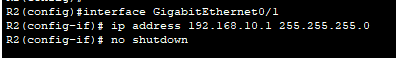 R2(config)#interface GigabitEthernet0/1
R2(config-if)# ip address 192.168.10.1 255.255.255.0
R2(config-if)# no shutdown